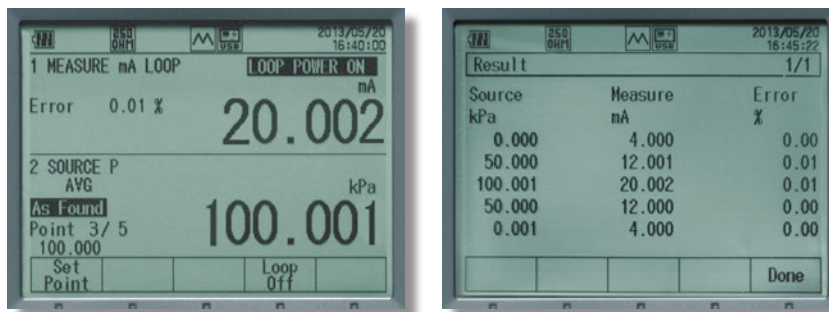 250 OHM USB 2013/05/20
16:40:00
1 MEASURE mA LOOP LOOP POWER ON
mA
Error 0.01 %
20.002
2 SOURCE P
AVG
kPa
As Found
100.001
Point 3/ 5
100.000
Set Point
Loop Off
250 OHM USB 2013/05/20
16:45:22
Result 1/1
Source Measure Error
kPa mA %
0.000 4.000 0.00
50.000 12.001 0.01
100.001 20.002 0.01
50.000 12.000 0.00
0.001 4.000 0.00
Done